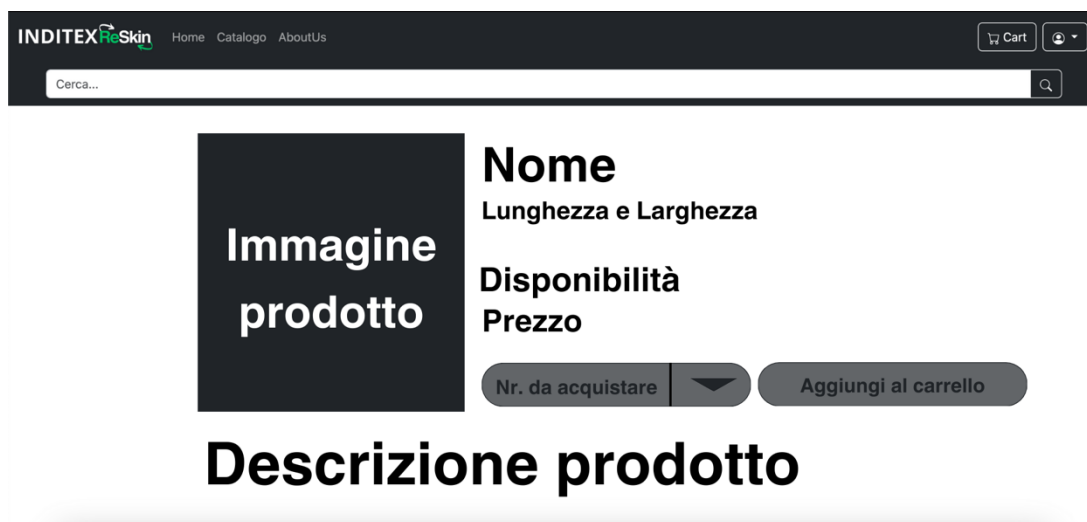 INDITEX ReSkin Home Catalogo AboutUs Cart
Cerca...
Nome
Lunghezza e Larghezza
Immagine
prodotto
Disponibilità
Prezzo
Nr. da acquistare Aggiungi al carrello
Descrizione prodotto